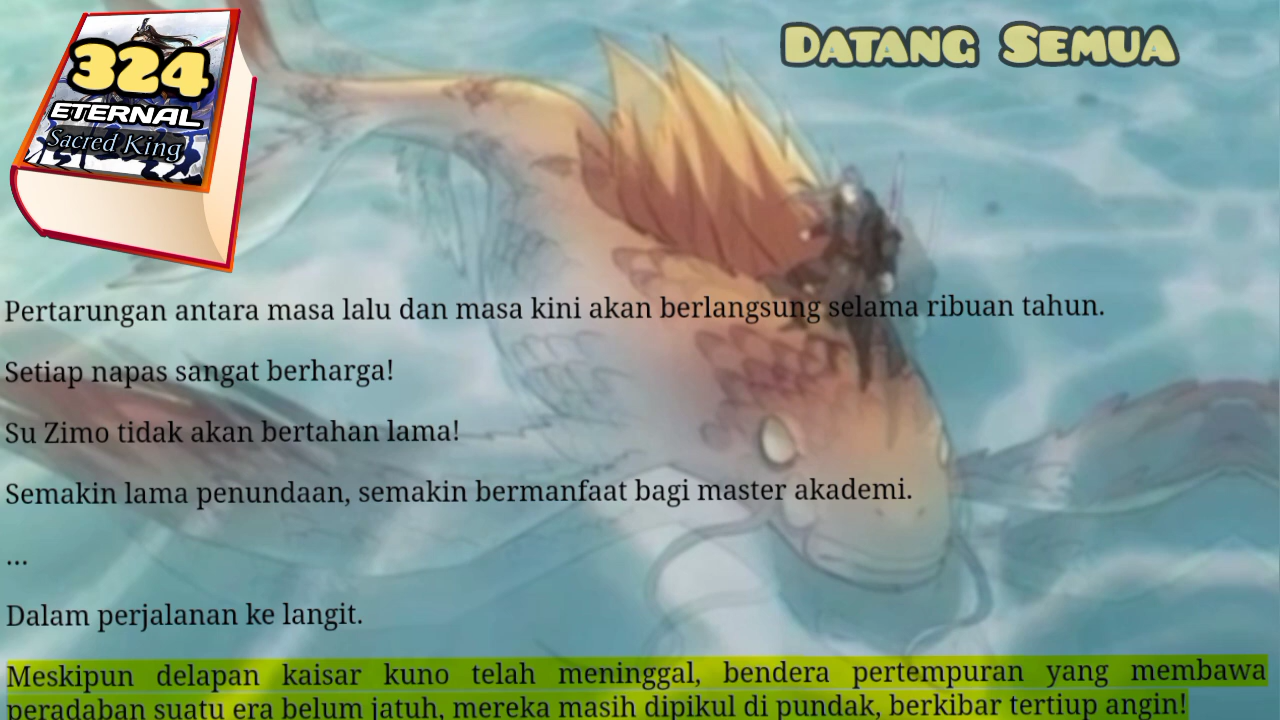 324
ETERNAL
Sacred King
DATANG SEMUA
Pertarungan antara masa lalu dan masa kini akan berlangsung selama ribuan tahun.
Setiap napas sangat berharga!
Su Zimo tidak akan bertahan lama!
Semakin lama penundaan, semakin bermanfaat bagi master akademi.
...
Dalam perjalanan ke langit.
Meskipun delapan kaisar kuno telah meninggal, bendera pertempuran yang membawa
peradaban suatu era belum jatuh, mereka masih dipikul di pundak, berkibar tertiup angin!